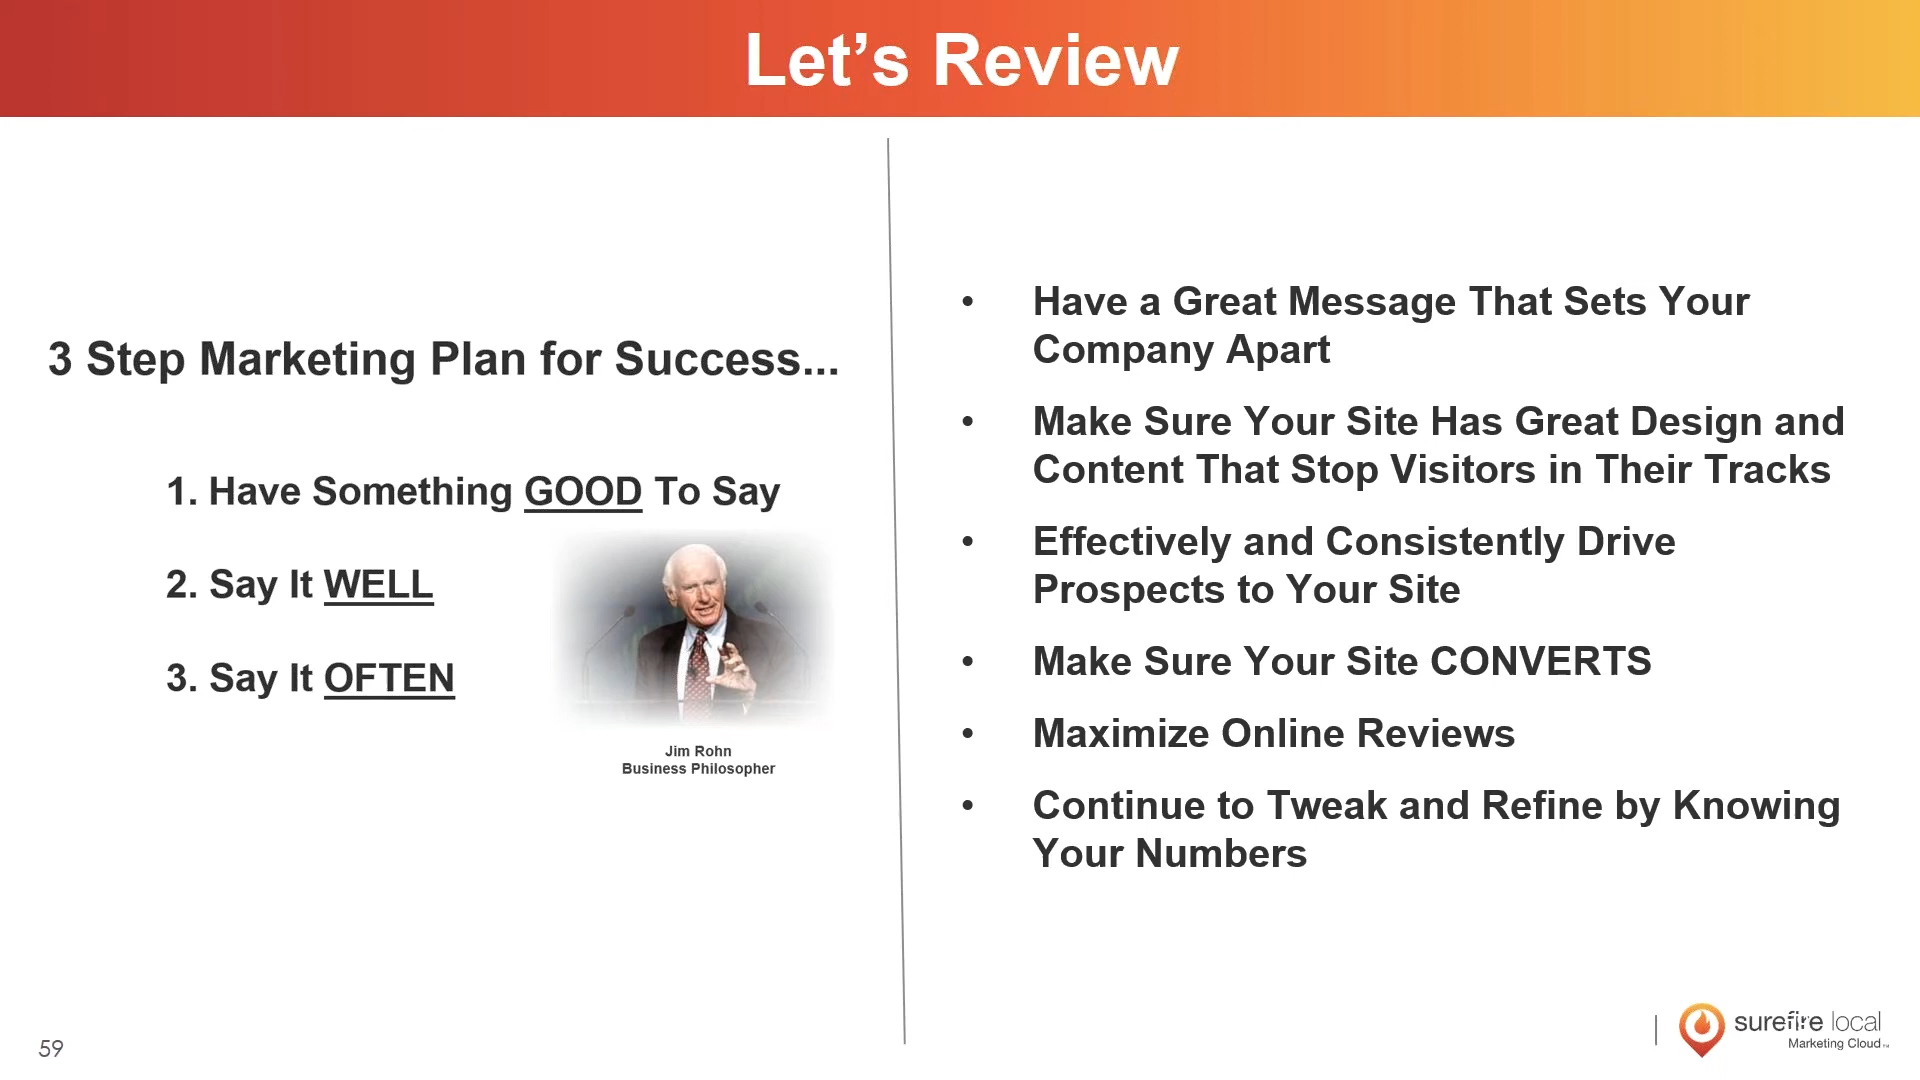 Let’s Review
3 Step Marketing Plan for Success...
1. Have Something GOOD To Say
2. Say It WELL
3. Say It OFTEN
Jim Rohn
Business Philosopher
• Have a Great Message That Sets Your
Company Apart
• Make Sure Your Site Has Great Design and
Content That Stop Visitors in Their Tracks
• Effectively and Consistently Drive
Prospects to Your Site
• Make Sure Your Site CONVERTS
• Maximize Online Reviews
• Continue to Tweak and Refine by Knowing
Your Numbers
59
surefire local
Marketing Cloud™